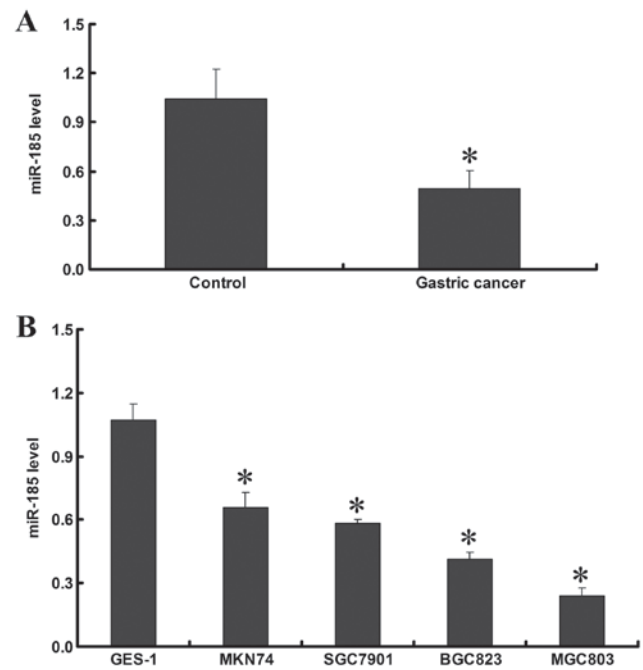 A
1.5
1.2
0.9
0.6
0.3
0.0
miR-185 level
*
Control Gastric cancer
B
1.5
1.2
0.9
0.6
0.3
0.0
miR-185 level
* * * *
GES-1 MKN74 SGC7901 BGC823 MGC803